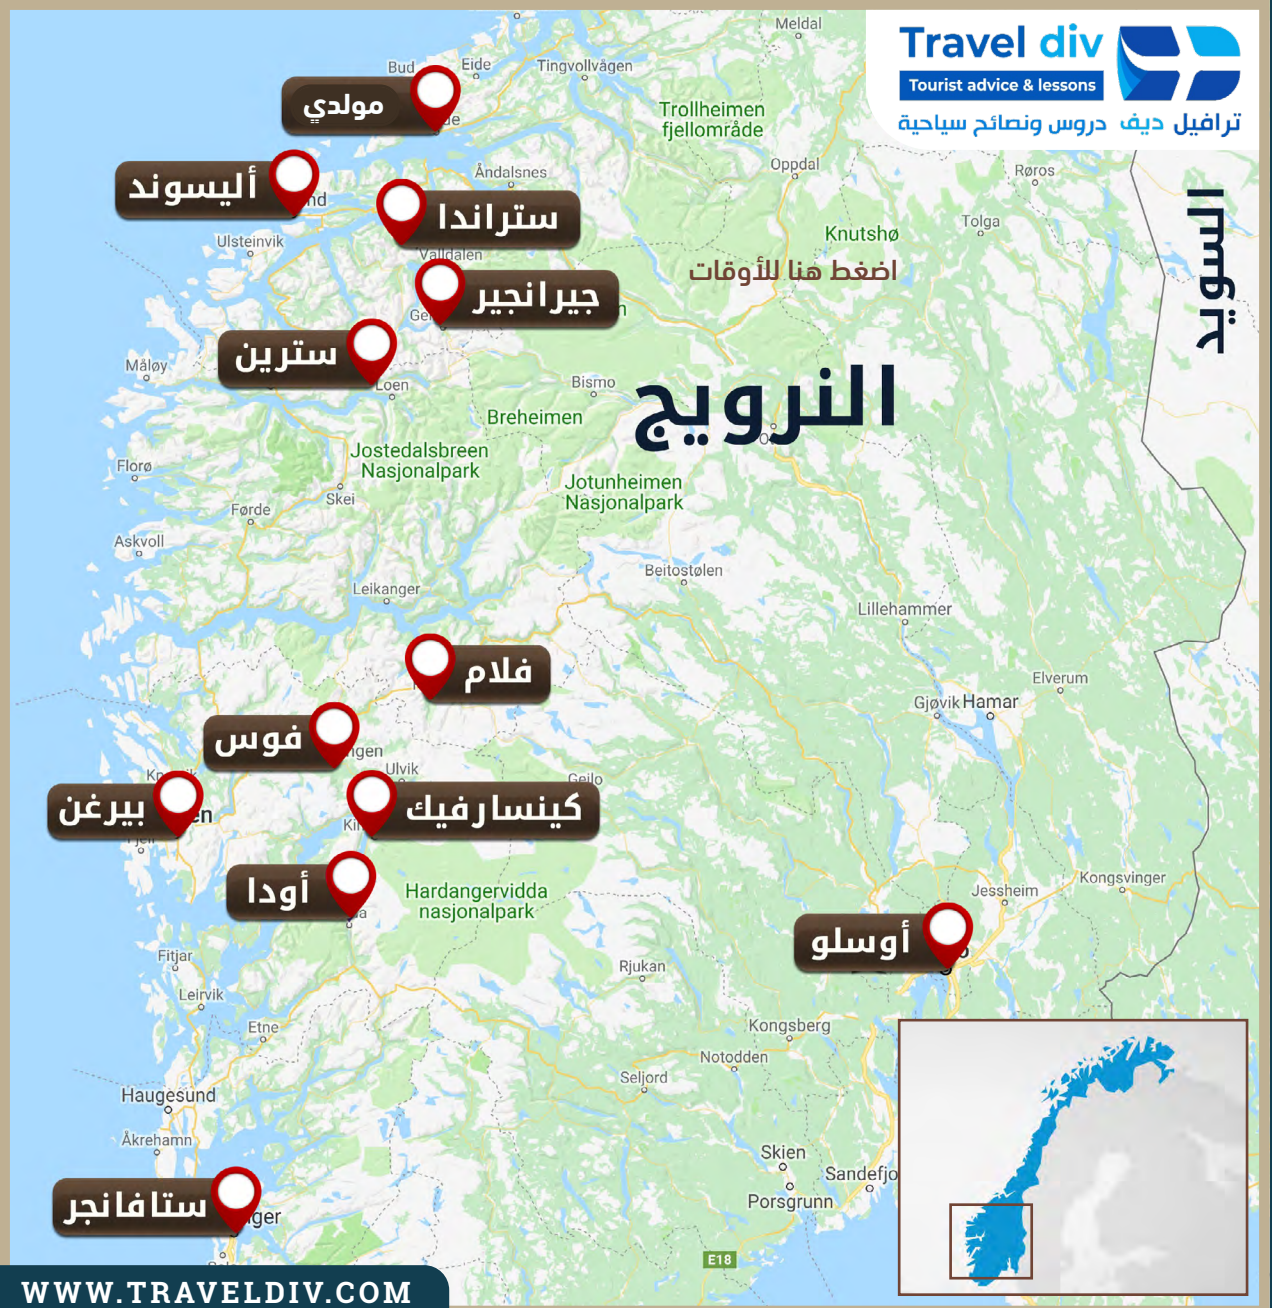 Travel div
Tourist advice & lessons
ترافيل ديف دروس ونصائح سياحية
Meldal
Bud
Eide
Tingvollvågen
مولدي
Trollheimen
fjellområde
Oppdal
Røros
Åndalsnes
أليسوند
ستراندا
Tolga
Knutshø
Ulsteinvik
Valldalen
السويد
اضغط هنا للأوقات
جيرانجير
سترين
Måløy
Loen
Bismo
النرويج
Breheimen
Jostedalsbreen
Nasjonalpark
Florø
Jotunheimen
Nasjonalpark
Skei
Førde
Askvoll
Beitostølen
Leikanger
Lillehammer
فلام
Elverum
Gjøvik
Hamar
فوس
Ulvik
Geilo
بيرغن
كينسارفيك
أودا
Hardangervidda
nasjonalpark
Kongsvinger
Jessheim
أوسلو
Fitjar
Rjukan
Leirvik
Etne
Kongsberg
Notodden
Seljord
Haugesund
Åkrehamn
Skien
Sandefjo
Porsgrunn
ستافانجر
E18
WWW.TRAVELDIV.COM